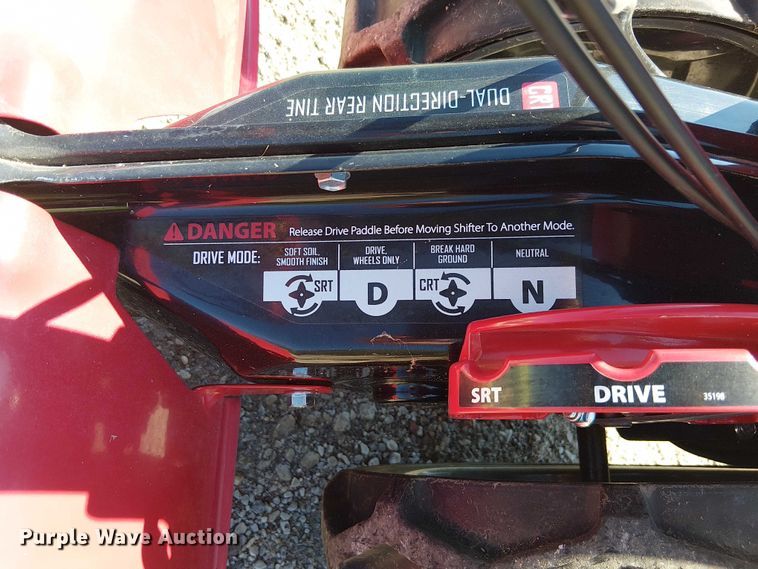 DUAL-DIRECTION REAR TINE
DANGER Release Drive Paddle Before Moving Shifter To Another Mode.
DRIVE MODE:
SOFT SOIL, SMOOTH FINISH
SRT
DRIVE, WHEELS ONLY
D
BREAK HARD GROUND
CRT
NEUTRAL
N
SRT DRIVE 35198
Purple Wave Auction